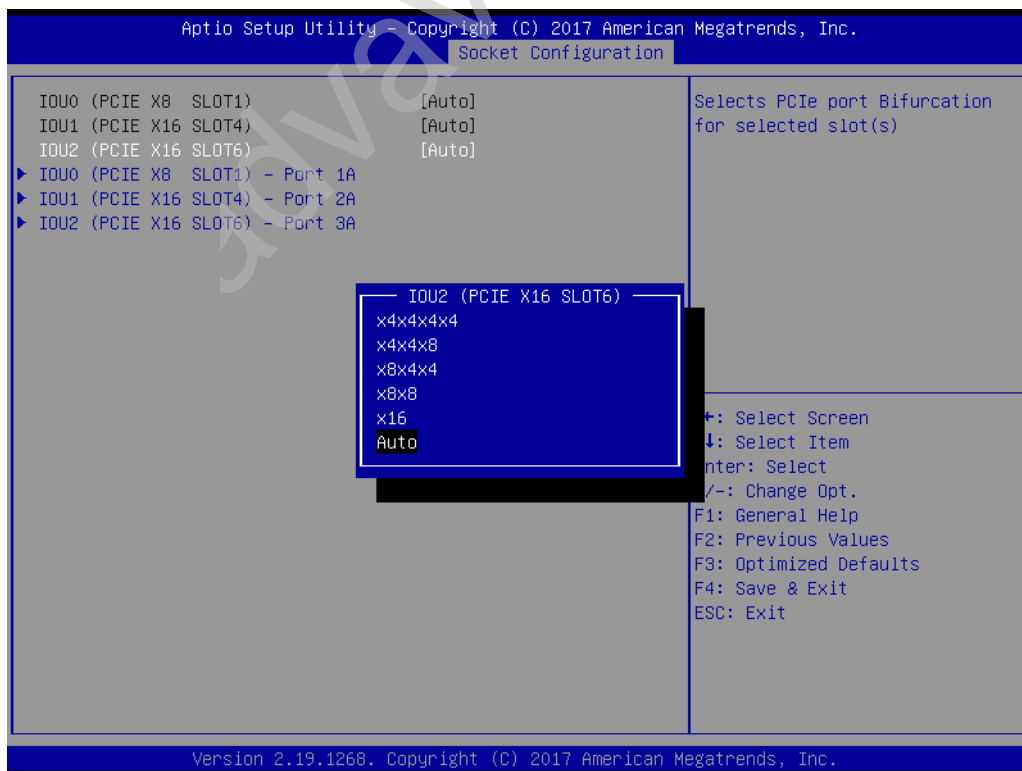 Aptio Setup Utility – Copyright (C) 2017 American Megatrends, Inc.
Socket Configuration
IOU0 (PCIE X8 SLOT1) [Auto]
IOU1 (PCIE X16 SLOT4) [Auto]
IOU2 (PCIE X16 SLOT6) [Auto]
IOU0 (PCIE X8 SLOT1) – Port 1A
IOU1 (PCIE X16 SLOT4) – Port 2A
IOU2 (PCIE X16 SLOT6) – Port 3A
Selects PCIe port Bifurcation
for selected slot(s)
IOU2 (PCIE X16 SLOT6)
x4x4x4x4
x4x4x8
x8x4x4
x8x8
x16
Auto
: Select Screen
: Select Item
nter: Select
/-: Change Opt.
F1: General Help
F2: Previous Values
F3: Optimized Defaults
F4: Save & Exit
ESC: Exit
Version 2.19.1268. Copyright (C) 2017 American Megatrends, Inc.